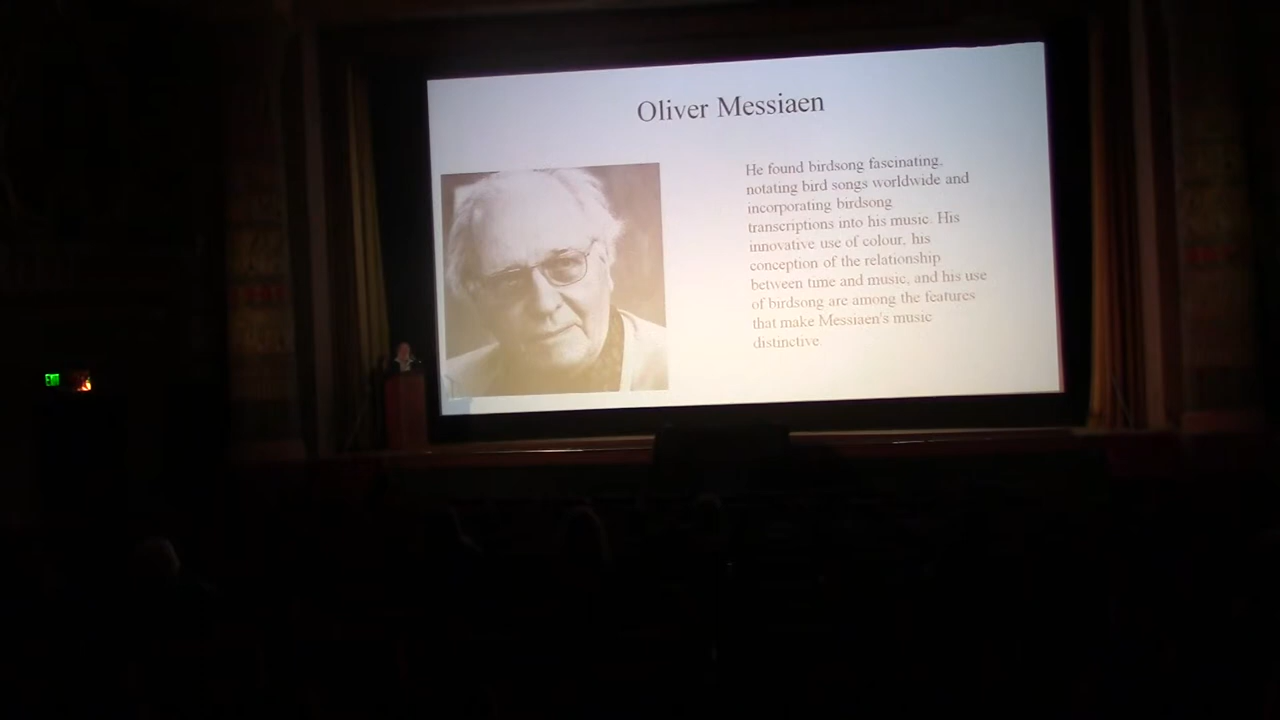 Oliver Messiaen
He found birdsong fascinating,
notating bird songs worldwide and
incorporating birdsong
transcriptions into his music. His
innovative use of colour, his
conception of the relationship
between time and music, and his use
of birdsong are among the features
that make Messiaen's music
distinctive.